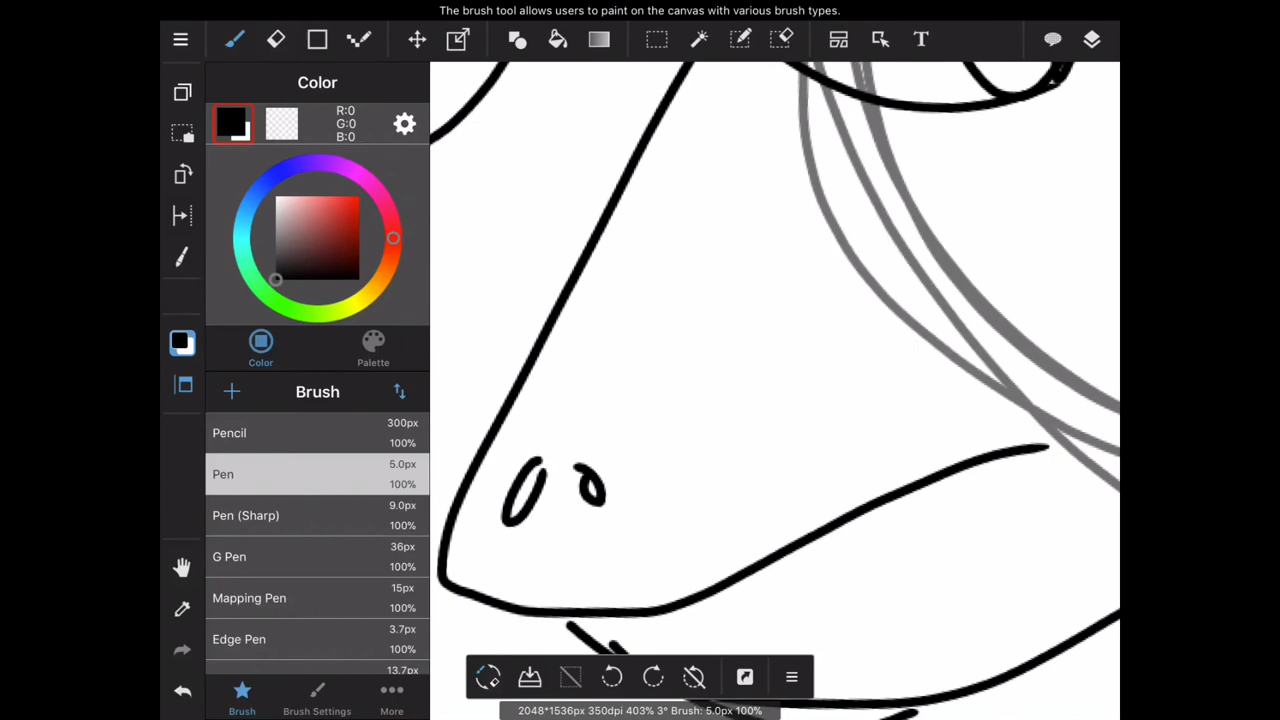 The brush tool allows users to paint on the canvas with various brush types.
T
Color
R:0
G:0
B:0
Color
Palette
Brush
Pencil
300px
100%
Pen
5.0px
100%
Pen (Sharp)
9.0px
100%
G Pen
36px
100%
Mapping Pen
15px
100%
Edge Pen
3.7px
100%
13.7px
Brush
Brush Settings
More
2048*1536px 350dpi 403% 3° Brush: 5.0px 100%